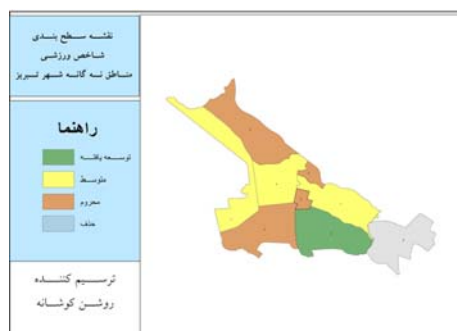 نقشه سطح بندی
شاخص ورزشی
مناطق نه گانه شهر تبریز
راهنما
توسعه یافته
متوسط
محروم
حذف
ترسیم کننده
روشن کوشانه